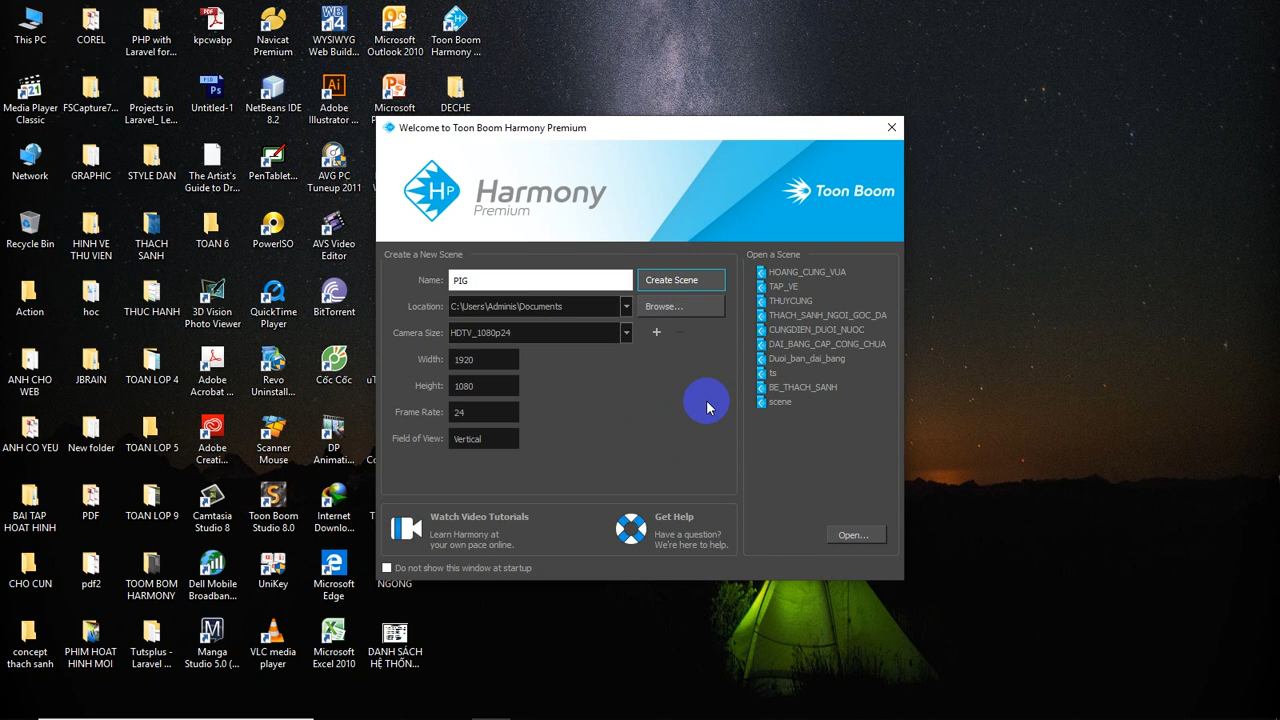 This PC
COREL
PHP with
Laravel for...
kpcwabp
Navicat
Premium
WYSIWYG
Web Build...
Microsoft
Outlook 2010
Toon Boom
Harmony ...
Media Player
Classic
FSCapture7...
Projects in
Laravel_ Le...
Untitled-1
NetBeans IDE
8.2
Adobe
Illustrator ...
Microsoft
DECHE
Network
GRAPHIC
STYLE DAN
The Artist's
Guide to Dr...
PenTablet...
AVG PC
Tuneup 2011
Recycle Bin
HINH VE
THU VIEN
THACH
SANH
TOAN 6
PowerISO
AVS Video
Editor
Action
hoc
THUC HANH
3D Vision
Photo Viewer
QuickTime
Player
BitTorrent
ANH CHO
WEB
JBRAIN
TOAN LOP 4
Adobe
Acrobat ...
Revo
Uninstall...
Cốc Cốc
ANH CO YEU
New folder
TOAN LOP 5
Adobe
Creati...
Scanner
Mouse
DP
Animati...
BAI TAP
HOAT HINH
PDF
TOAN LOP 9
Camtasia
Studio 8
Toon Boom
Studio 8.0
Internet
Downlo...
CHO CUN
pdf2
TOOM BOM
HARMONY
Dell Mobile
Broadban...
UniKey
Microsoft
Edge
NGONG
concept
thach sanh
PHIM HOAT
HINH MOI
Tutsplus -
Laravel ...
Manga
Studio 5.0 (...
VLC media
player
Microsoft
Excel 2010
DANH SÁCH
HỆ THỐN...
Welcome to Toon Boom Harmony Premium
HP
Harmony
Premium
Toon Boom
Create a New Scene
Name: PIG Create Scene
Location: C:\Users\Adminis\Documents Browse...
Camera Size: HDTV_1080p24
Width: 1920
Height: 1080
Frame Rate: 24
Field of View: Vertical
Watch Video Tutorials
Learn Harmony at
your own pace online.
Get Help
Have a question?
We're here to help.
Open a Scene
HOANG_CUNG_VUA
TAP_VE
THUYCUNG
THACH_SANH_NGOI_GOC_DA
CUNGDIEN_DUOI_NUOC
DAI_BANG_CAP_CONG_CHUA
Duoi_ban_dai_bang
ts
BE_THACH_SANH
scene
Open...
Do not show this window at startup